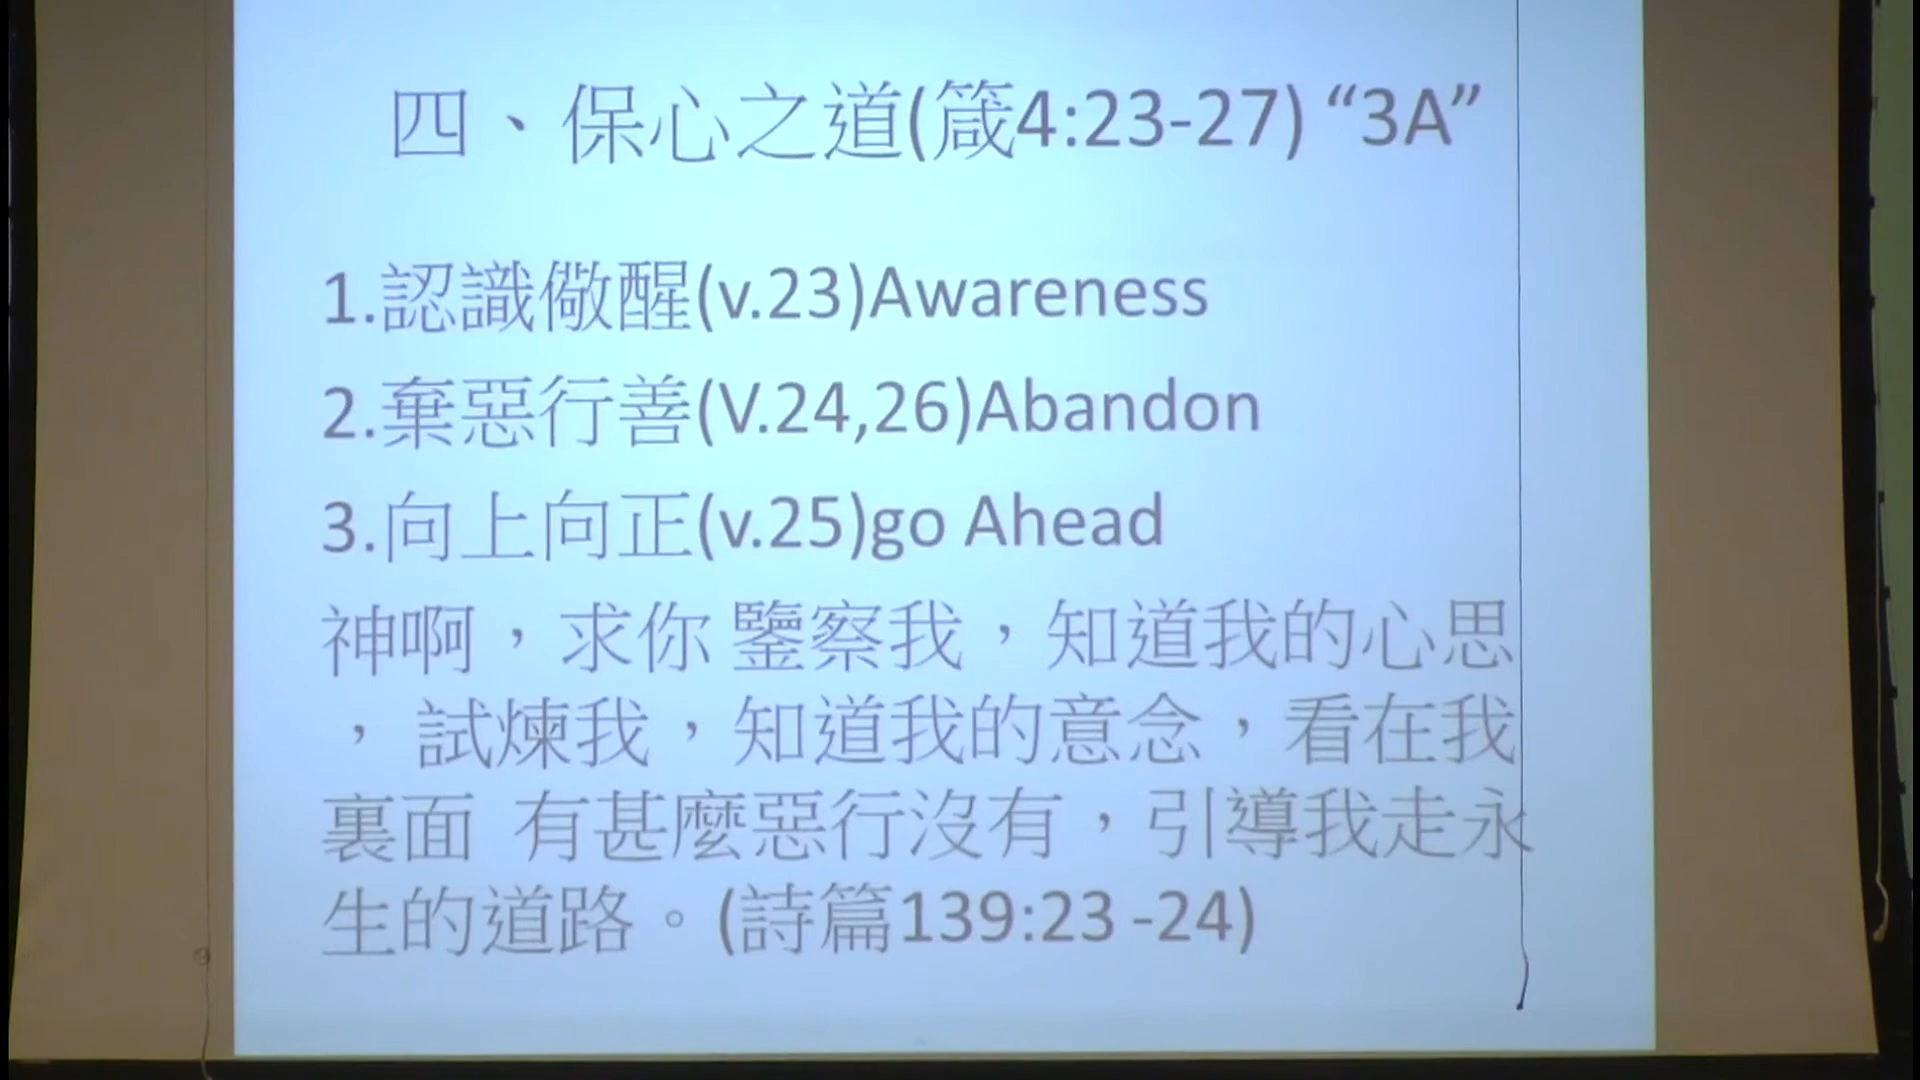 四、保心之道(箴4:23-27) “3A”
1.認識儆醒(v.23)Awareness
2.棄惡行善(V.24,26)Abandon
3.向上向正(v.25)go Ahead
神啊，求你 鑒察我，知道我的心思
， 試煉我，知道我的意念，看在我
裏面 有甚麼惡行沒有，引導我走永
生的道路。(詩篇139:23 -24)